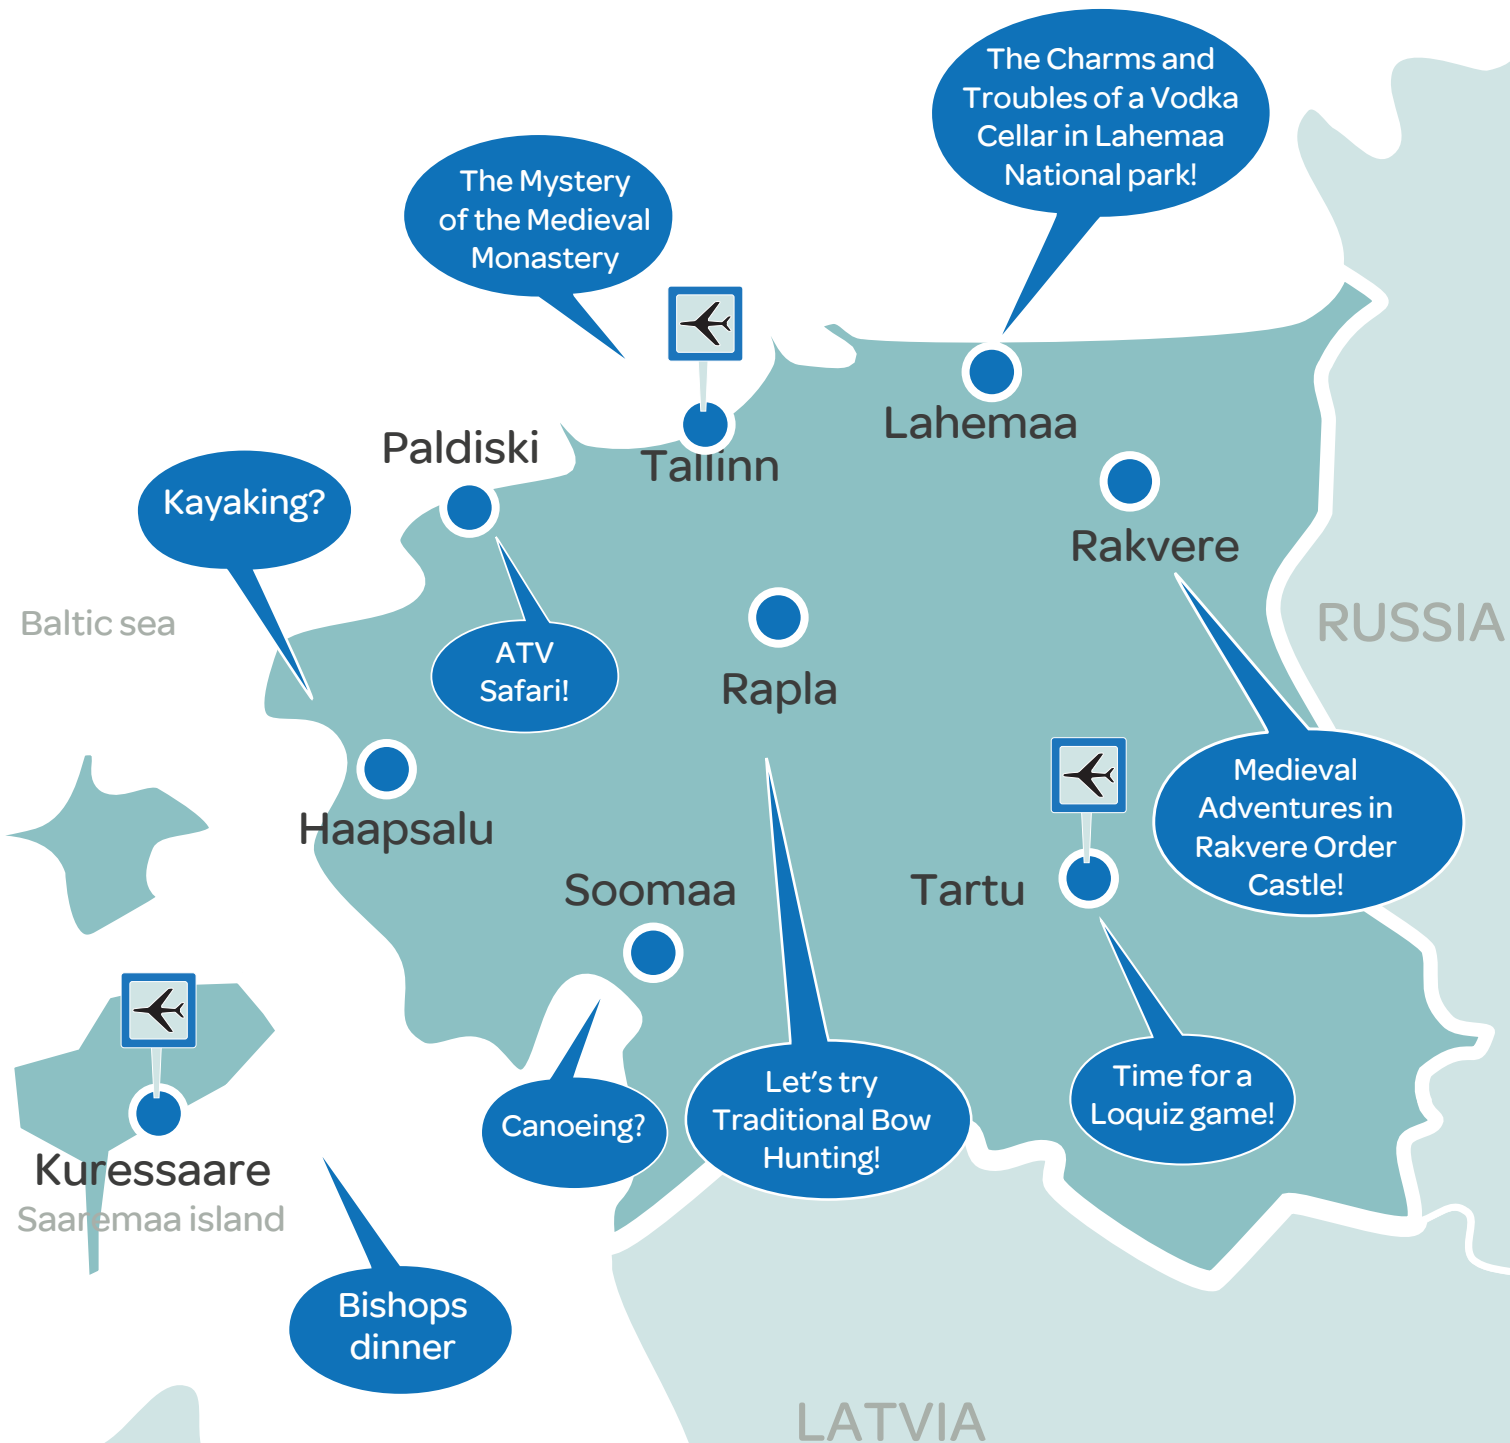 The Charms and
Troubles of a Vodka
Cellar in Lahemaa
National park!
The Mystery
of the Medieval
Monastery
Lahemaa
Paldiski
Tallinn
Kayaking?
Rakvere
Baltic sea
RUSSIA
ATV
Safari!
Rapla
Medieval
Adventures in
Rakvere Order
Castle!
Haapsalu
Soomaa
Tartu
Let's try
Traditional Bow
Hunting!
Time for a
Loquiz game!
Canoeing?
Kuressaare
Saaremaa island
Bishops
dinner
LATVIA